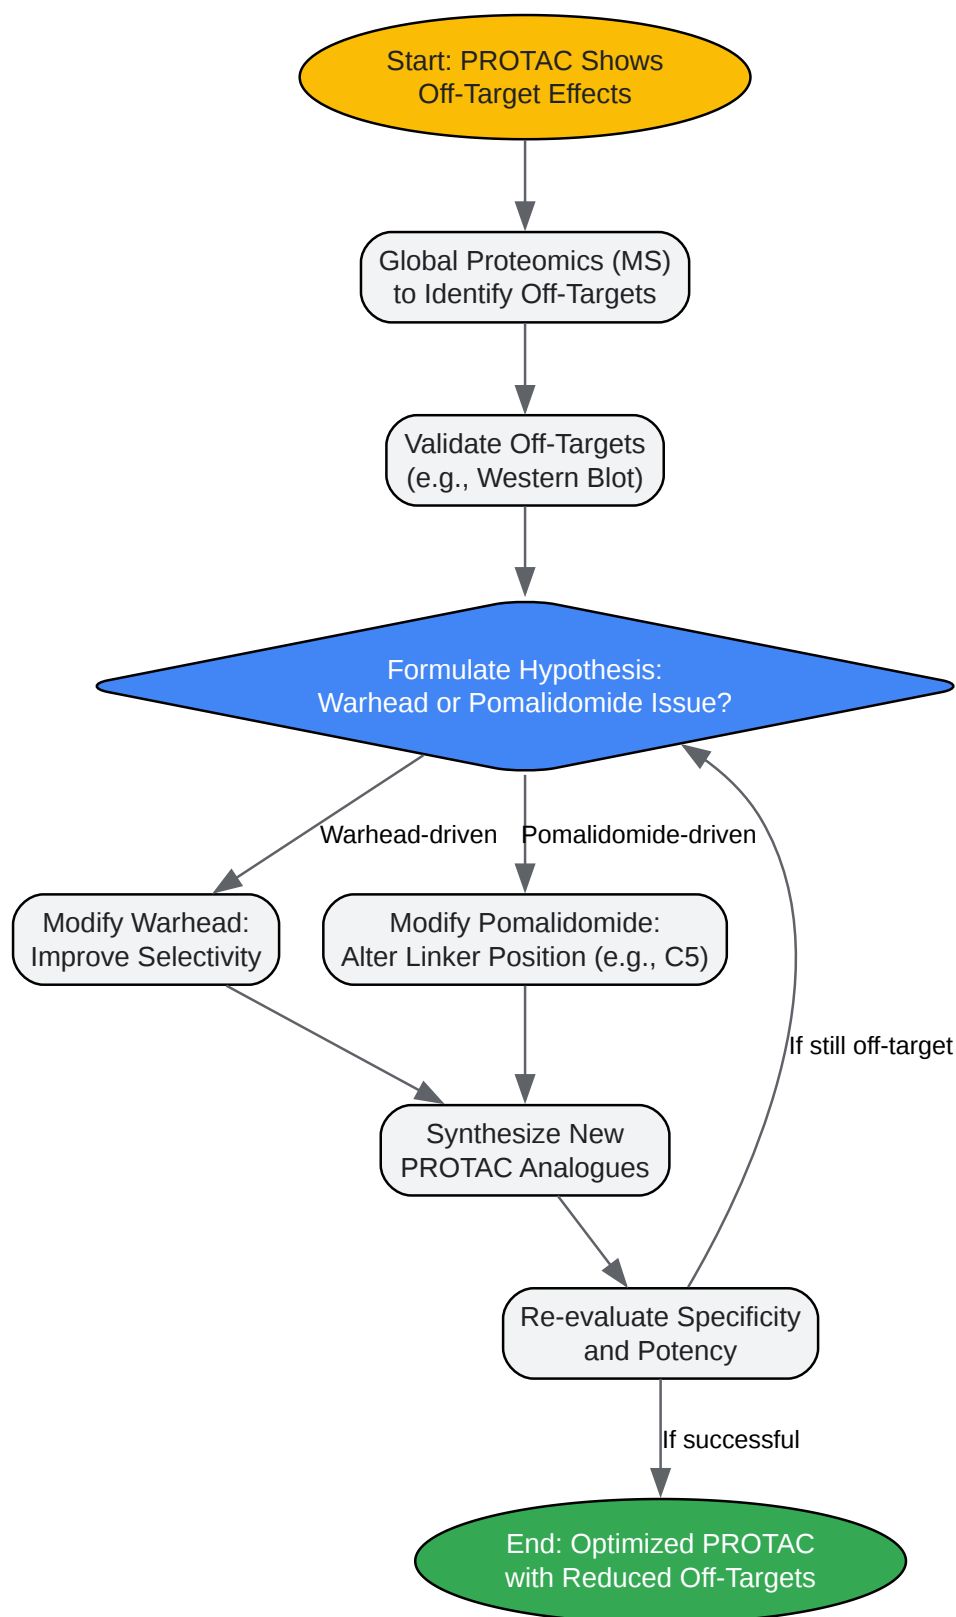 Start: PROTAC Shows
Off-Target Effects
Global Proteomics (MS)
to Identify Off-Targets
Validate Off-Targets
(e.g., Western Blot)
Formulate Hypothesis:
Warhead or Pomalidomide Issue?
Warhead-driven
Pomalidomide-driven
Modify Warhead:
Improve Selectivity
Modify Pomalidomide:
Alter Linker Position (e.g., C5)
If still off-target
Synthesize New
PROTAC Analogues
Re-evaluate Specificity
and Potency
If successful
End: Optimized PROTAC
with Reduced Off-Targets